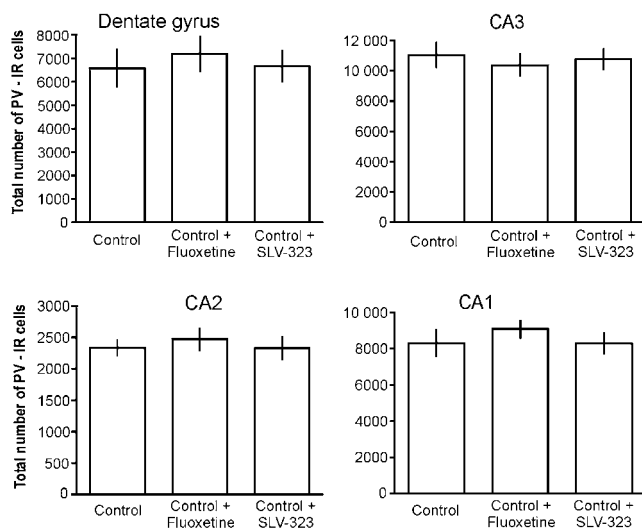 Dentate gyrus
Total number of PV - IR cells
8000
7000
6000
5000
4000
3000
2000
1000
0
Control
Control +
Fluoxetine
Control +
SLV-323
CA3
12 000
10 000
8000
6000
4000
2000
0
Control
Control +
Fluoxetine
Control +
SLV-323
CA2
Total number of PV - IR cells
3000
2500
2000
1500
1000
500
0
Control
Control +
Fluoxetine
Control +
SLV-323
CA1
10 000
8000
6000
4000
2000
0
Control
Control +
Fluoxetine
Control +
SLV-323